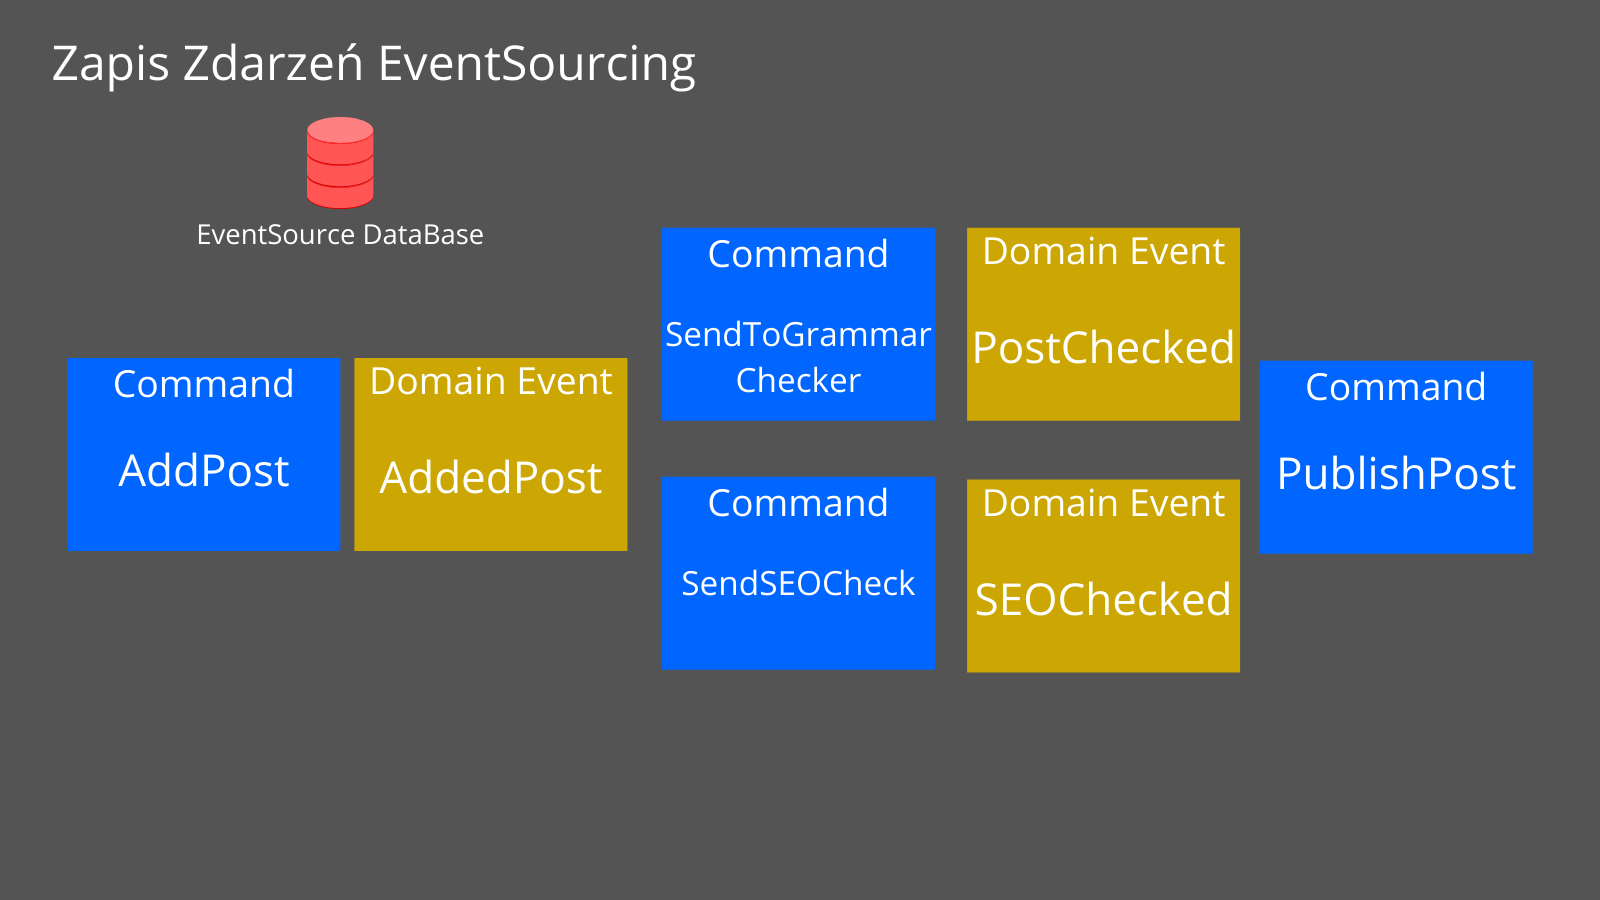 Zapis Zdarzeń EventSourcing
EventSource DataBase
Command
AddPost
Domain Event
AddedPost
Command
SendToGrammar
Checker
Domain Event
PostChecked
Command
SendSEOCheck
Domain Event
SEOChecked
Command
PublishPost